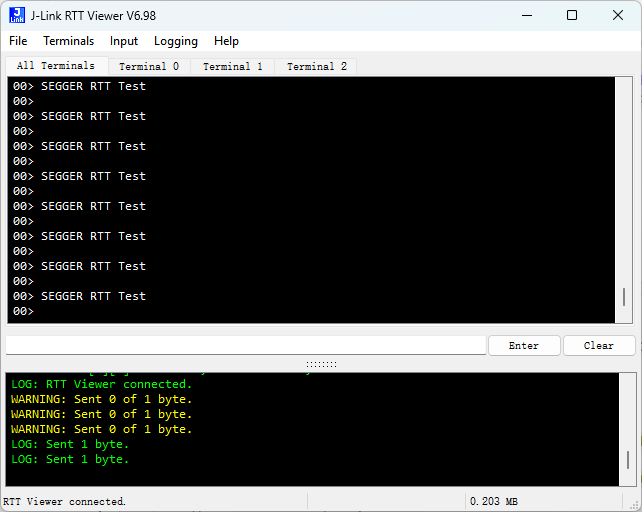 J-Link RTT Viewer V6.98
File Terminals Input Logging Help
All Terminals Terminal 0 Terminal 1 Terminal 2
00> SEGGER RTT Test
00>
00> SEGGER RTT Test
00>
00> SEGGER RTT Test
00>
00> SEGGER RTT Test
00>
00> SEGGER RTT Test
00>
00> SEGGER RTT Test
00>
00> SEGGER RTT Test
00>
00> SEGGER RTT Test
00>
Enter Clear
LOG: RTT Viewer connected.
WARNING: Sent 0 of 1 byte.
WARNING: Sent 0 of 1 byte.
WARNING: Sent 0 of 1 byte.
LOG: Sent 1 byte.
LOG: Sent 1 byte.
RTT Viewer connected. 0.203 MB